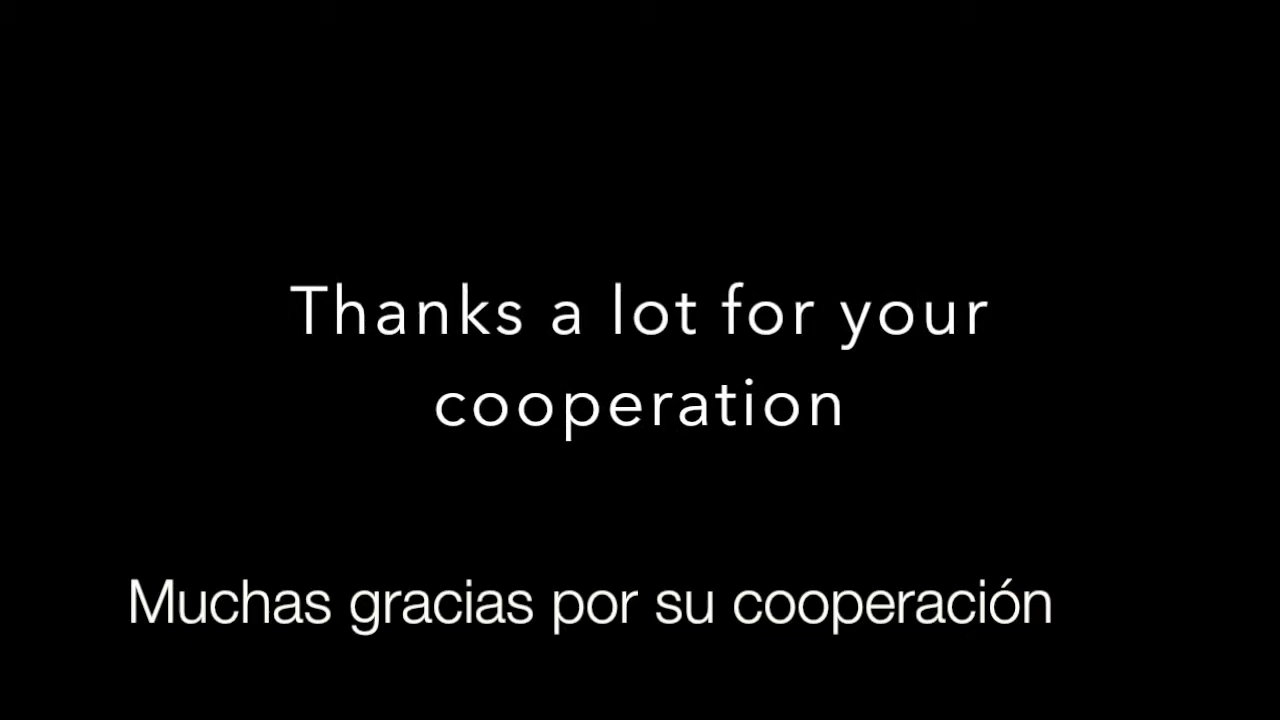 Thanks a lot for your
cooperation
Muchas gracias por su cooperación